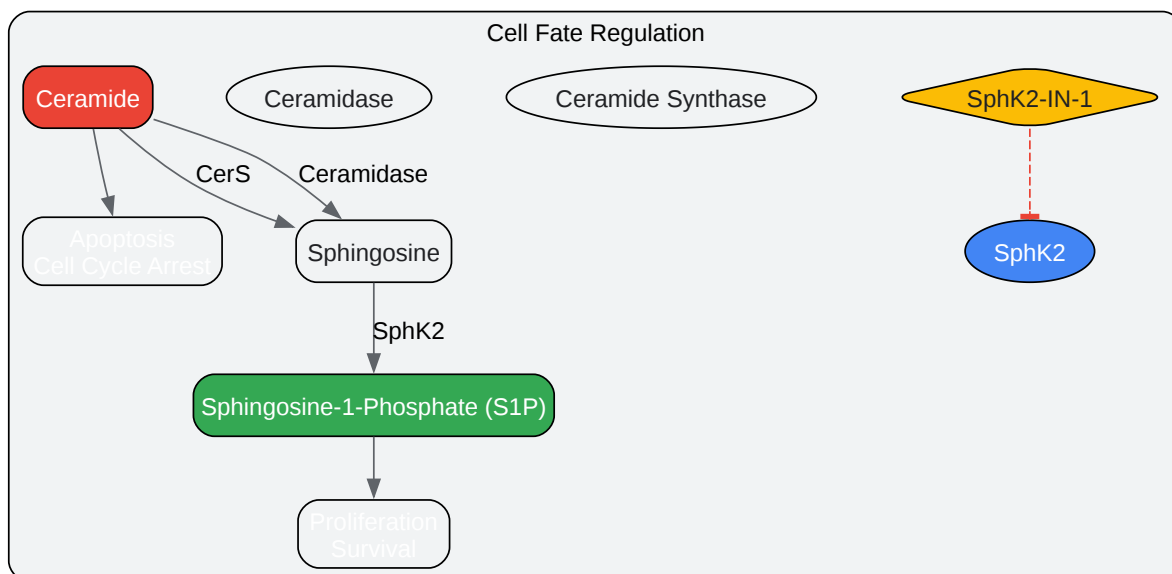 Cell Fate Regulation
Ceramide
Ceramidase
Ceramide Synthase
SphK2-IN-1
CerS
Ceramidase
Apoptosis
Cell Cycle Arrest
Sphingosine
SphK2
SphK2
Sphingosine-1-Phosphate (S1P)
Proliferation
Survival